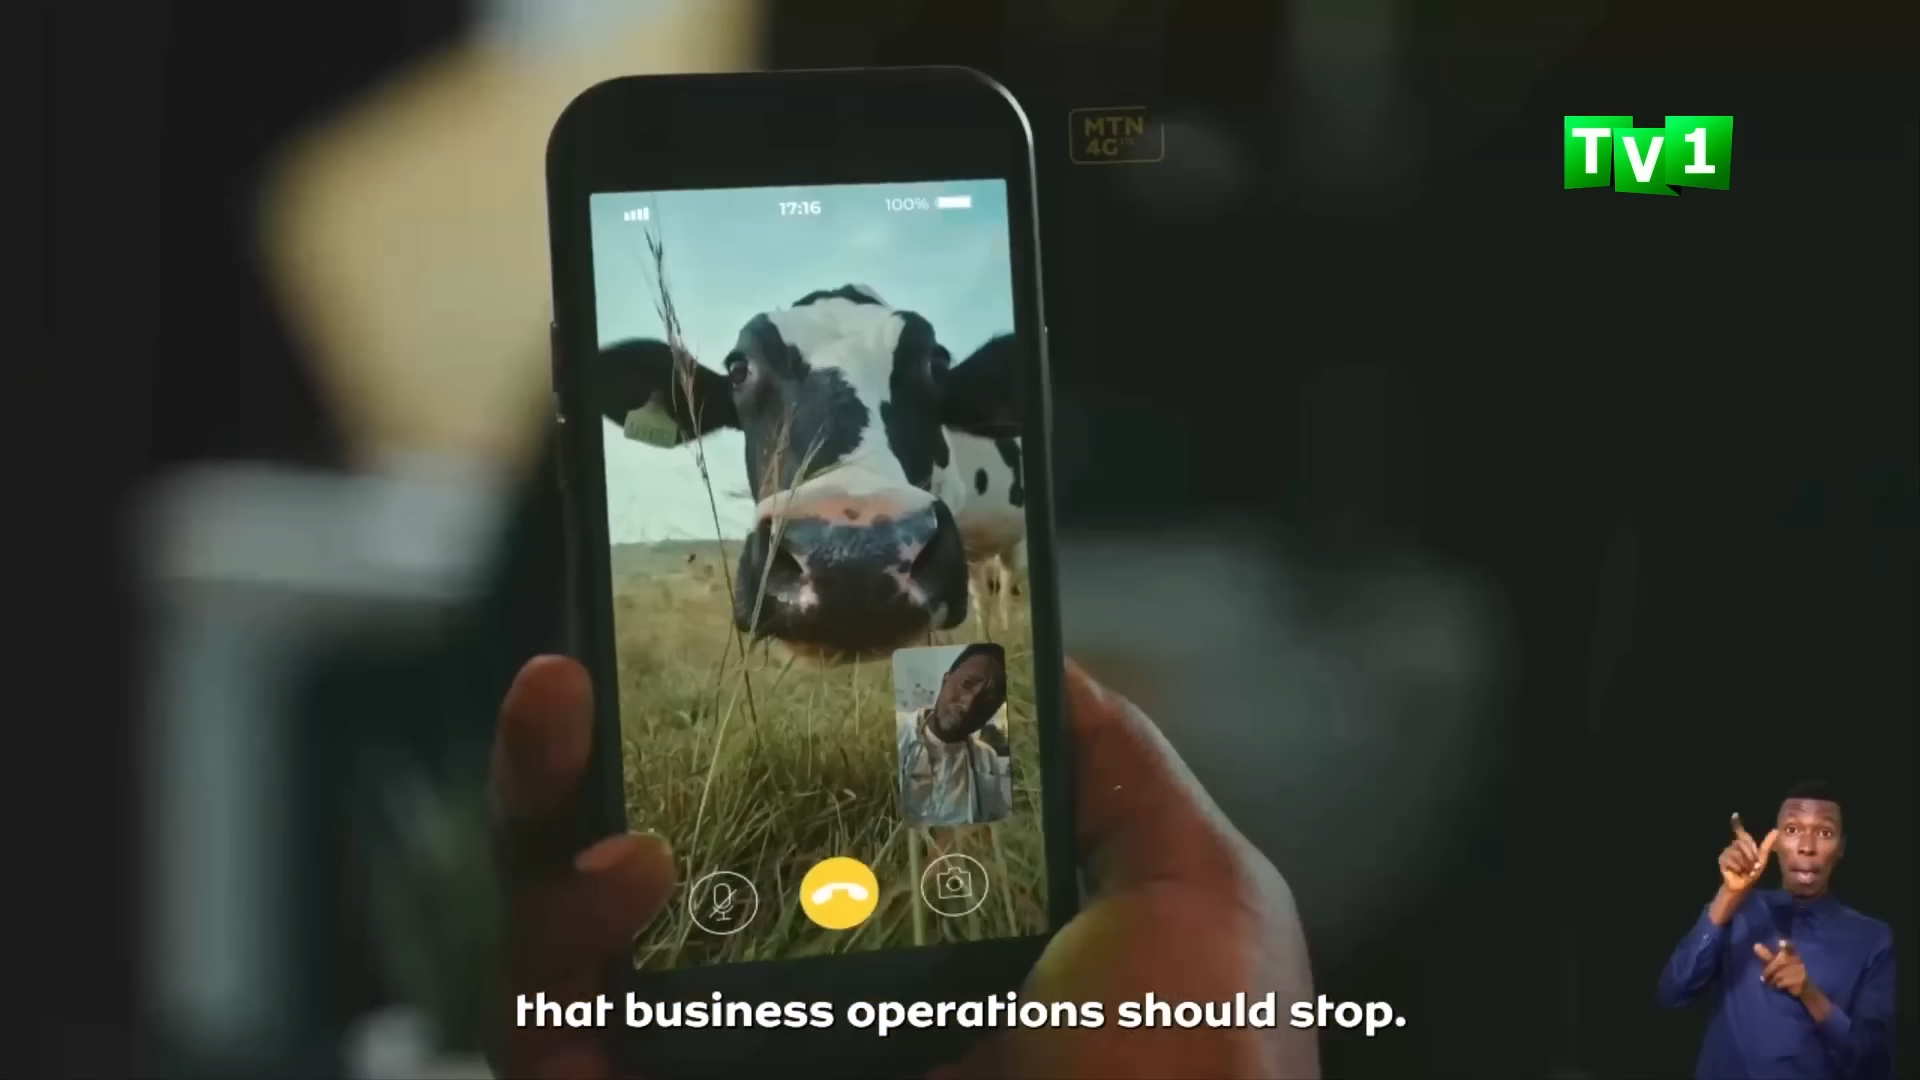 MTN
4G
TV1
17:16
100%
that business operations should stop.